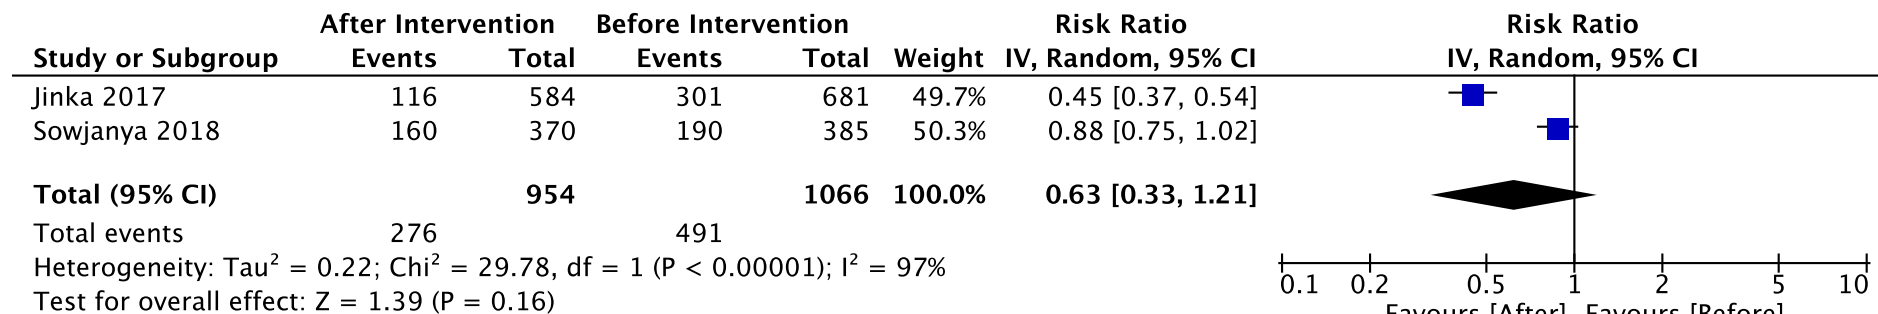 After Intervention Before Intervention Risk Ratio Risk Ratio
Study or Subgroup Events Total Events Total Weight IV, Random, 95% CI IV, Random, 95% CI
Jinka 2017 116 584 301 681 49.7% 0.45 [0.37, 0.54]
Sowjanya 2018 160 370 190 385 50.3% 0.88 [0.75, 1.02]
Total (95% CI) 954 1066 100.0% 0.63 [0.33, 1.21]
Total events 276 491
Heterogeneity: Tau² = 0.22; Chi² = 29.78, df = 1 (P < 0.00001); I² = 97%
Test for overall effect: Z = 1.39 (P = 0.16)
0.1 0.2 0.5 1 2 5 10
Favours [After] Favours [Before]